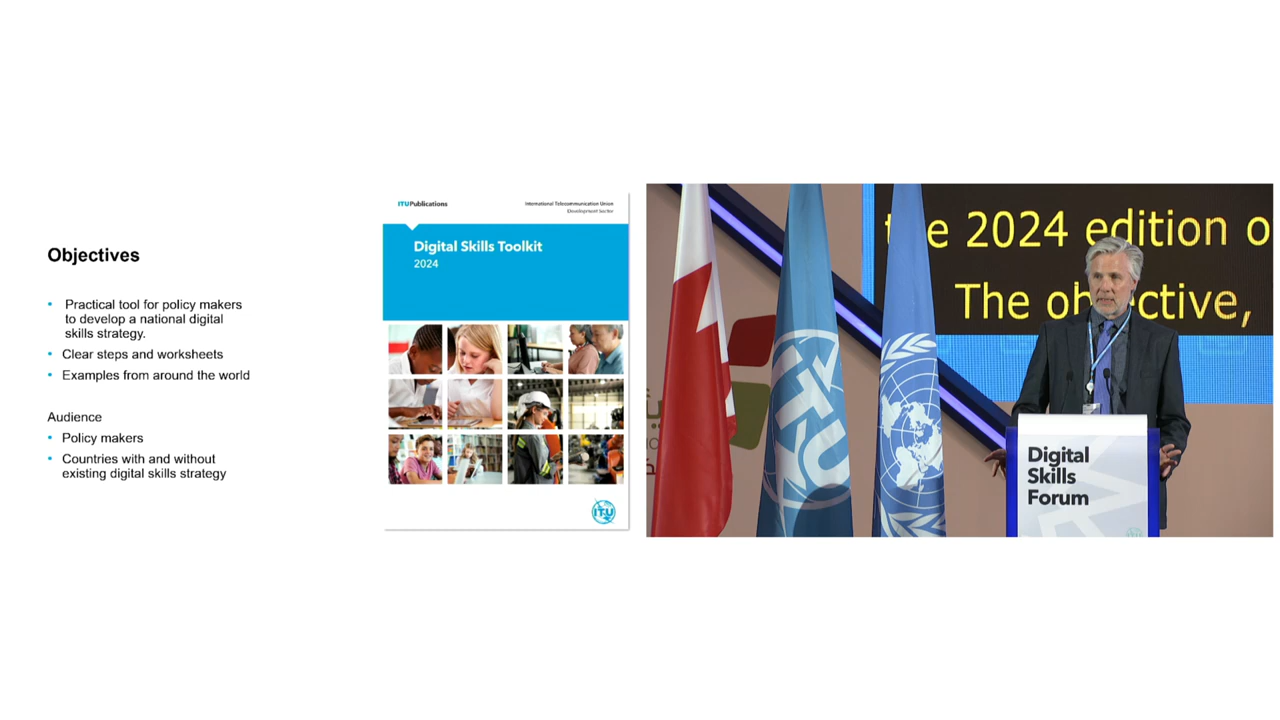 Objectives
• Practical tool for policy makers
to develop a national digital
skills strategy.
• Clear steps and worksheets
• Examples from around the world
Audience
• Policy makers
• Countries with and without
existing digital skills strategy
ITUPublications
International Telecommunication Union
Development Sector
Digital Skills Toolkit
2024
ITU
e 2024 edition o
The objective,
ITU
Digital
Skills
Forum